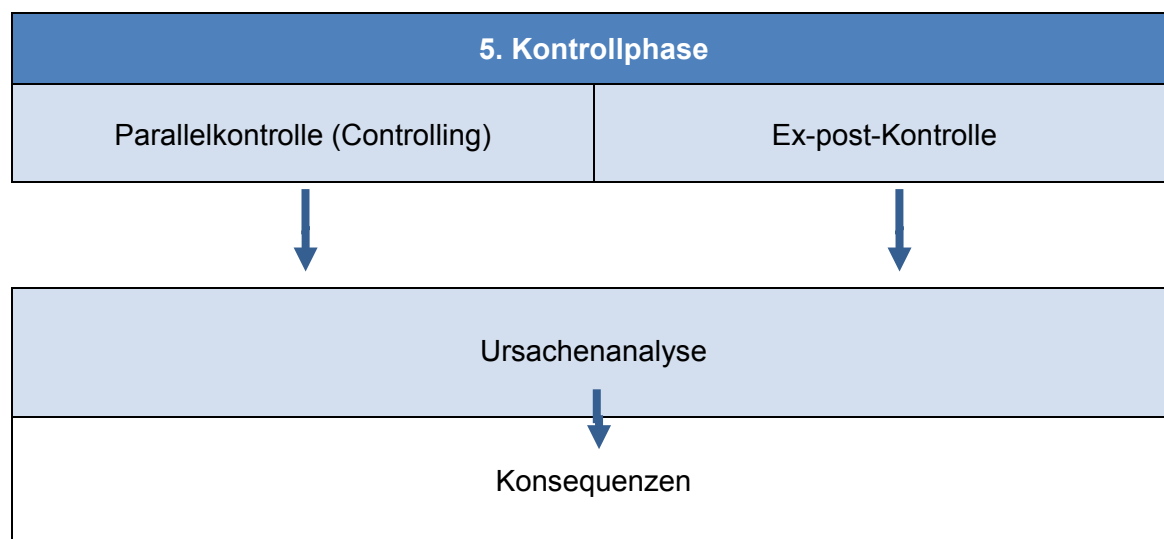 5. Kontrollphase
Parallelkontrolle (Controlling)
Ex-post-Kontrolle
Ursachenanalyse
Konsequenzen